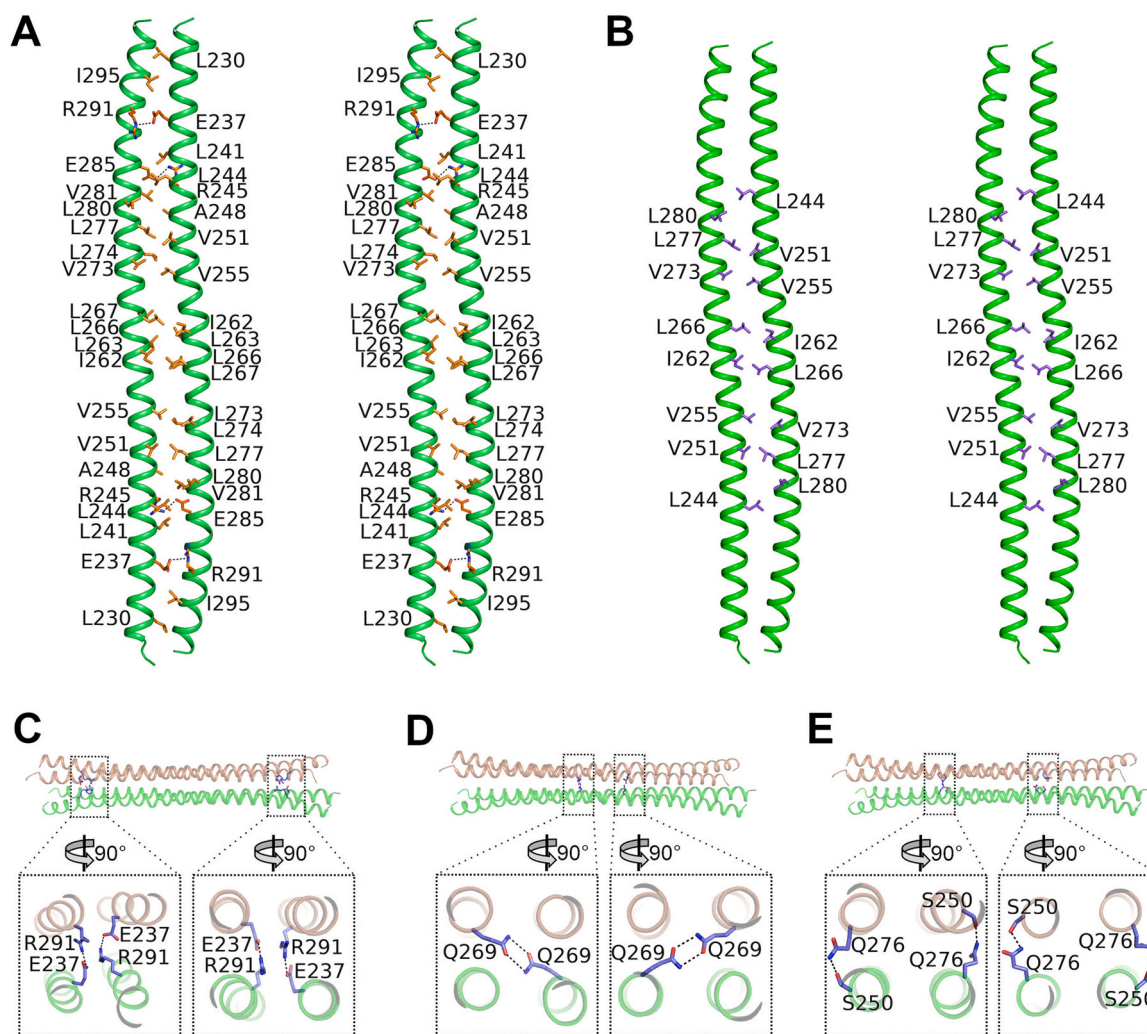 A
B
I295
L230
R291
E237
E285
L241
L244
V281
R245
L280
A248
L277
V251
L274
V273
V255
L267
L266
I262
L263
L263
I262
L266
L267
V255
L273
L274
V251
L277
A248
L280
R245
V281
L244
E285
L241
E237
R291
I295
L230
I295
L230
R291
E237
E285
L241
L244
V281
R245
L280
A248
L277
V251
L274
V273
V255
L267
L266
I262
L263
L263
I262
L266
L267
V255
L273
L274
V251
L277
A248
L280
R245
V281
L244
E285
L241
E237
R291
I295
L230
L244
L280
L277
V251
V273
V255
L266
I262
I262
L266
V255
V273
V251
L277
L280
L244
L244
L280
L277
V251
V273
V255
L266
I262
I262
L266
V255
V273
V251
L277
L280
L244
C
90°
90°
R291
E237
E237
R291
E237
R291
R291
E237
D
90°
90°
Q269
Q269
Q269
Q269
E
90°
90°
S250
Q276
Q276
S250
S250
Q276
Q276
S250